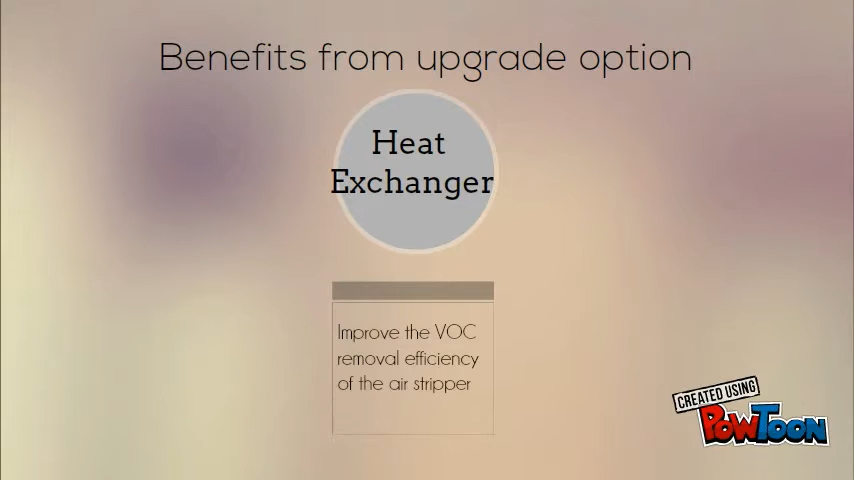 Benefits from upgrade option
Heat
Exchanger
Improve the VOC
removal efficiency
of the air stripper
CREATED USING
PowToon